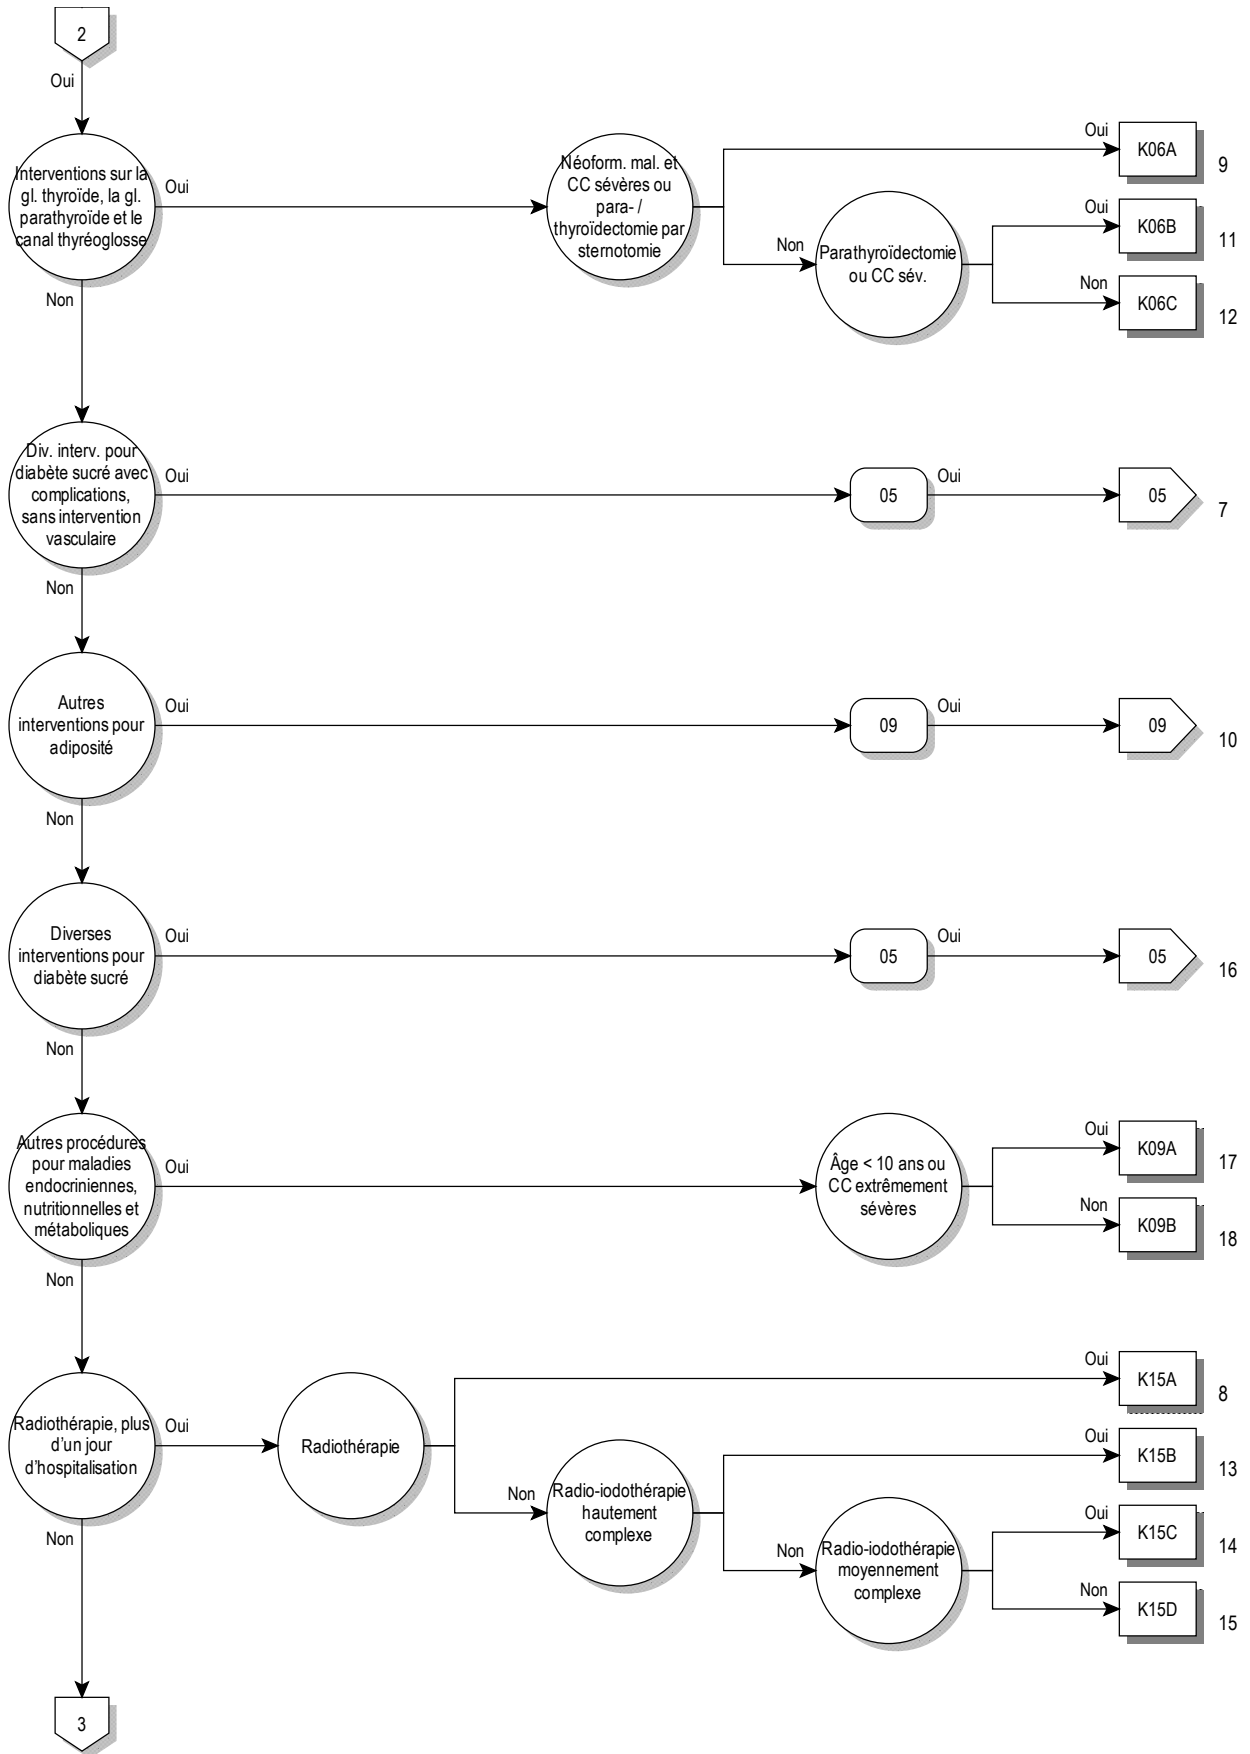 2
Oui
Interventions sur la
gl. thyroïde, la gl.
parathyroïde et le
canal thyréoglosse
Oui
Non
Néoform. mal. et
CC sévères ou
para- /
thyroïdectomie par
sternotomie
Oui
K06A
9
Non
Parathyroïdectomie
ou CC sév.
Oui
K06B
11
Non
K06C
12
Div. interv. pour
diabète sucré avec
complications,
sans intervention
vasculaire
Oui
Non
05
Oui
05
7
Autres
interventions pour
adiposité
Oui
Non
09
Oui
09
10
Diverses
interventions pour
diabète sucré
Oui
Non
05
Oui
05
16
Autres procédures
pour maladies
endocriniennes,
nutritionnelles et
métaboliques
Oui
Non
Âge < 10 ans ou
CC extrêmement
sévères
Oui
K09A
17
Non
K09B
18
Radiothérapie, plus
d'un jour
d'hospitalisation
Oui
Non
Radiothérapie
Oui
K15A
8
Non
Radio-iodothérapie
hautement
complexe
Oui
K15B
13
Non
Radio-iodothérapie
moyennement
complexe
Oui
K15C
14
Non
K15D
15
3